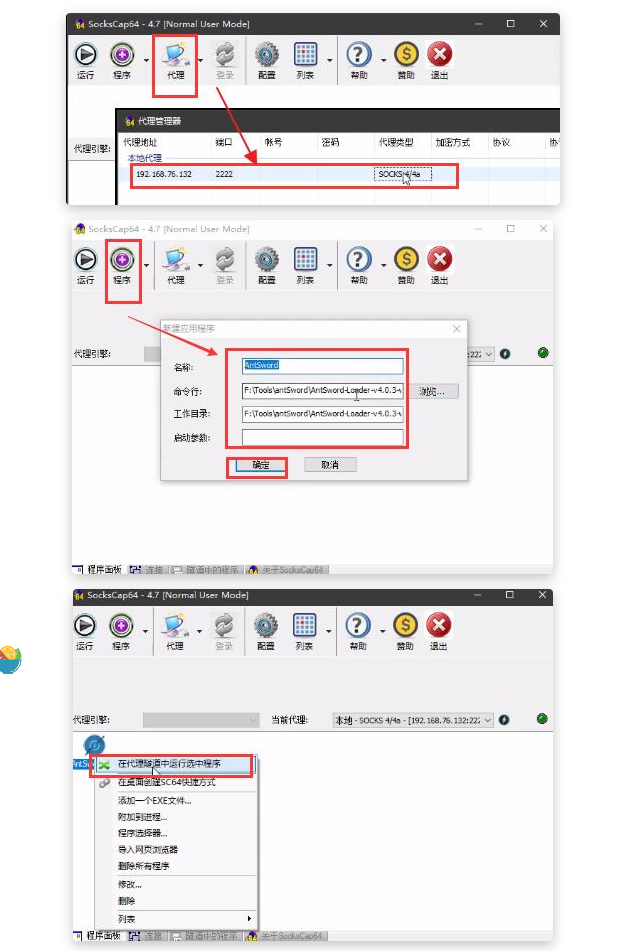 SocksCap64 - 4.7 [Normal User Mode]
运行 程序 代理 登录 配置 列表 帮助 赞助 退出
代理管理器
代理引擎: 代理地址 端口 帐号 密码 代理类型 加密方式 协议
本地代理
192.168.76.132 2222 SOCKS 4/4a
SocksCap64 - 4.7 [Normal User Mode]
运行 程序 代理 登录 配置 列表 帮助 赞助 退出
新建应用程序
代理引擎: :222
名称: AntSword
命令行: F:\Tools\antSword\AntSword-Loader-v4.0.3-v 浏览...
工作目录: F:\Tools\antSword\AntSword-Loader-v4.0.3-v
启动参数:
确定 取消
程序面板 连接 隧道中的程序 关于SocksCap64
SocksCap64 - 4.7 [Normal User Mode]
运行 程序 代理 登录 配置 列表 帮助 赞助 退出
代理引擎: 当前代理: 本地 - SOCKS 4/4a - [192.168.76.132:222
AntSw 在代理隧道中运行选中程序
在桌面创建SC64快捷方式
添加一个EXE文件...
附加到进程...
程序选择器...
导入网页浏览器
删除所有程序
修改...
删除
列表
程序面板 连接 隧道中的程序 关于SocksCap64